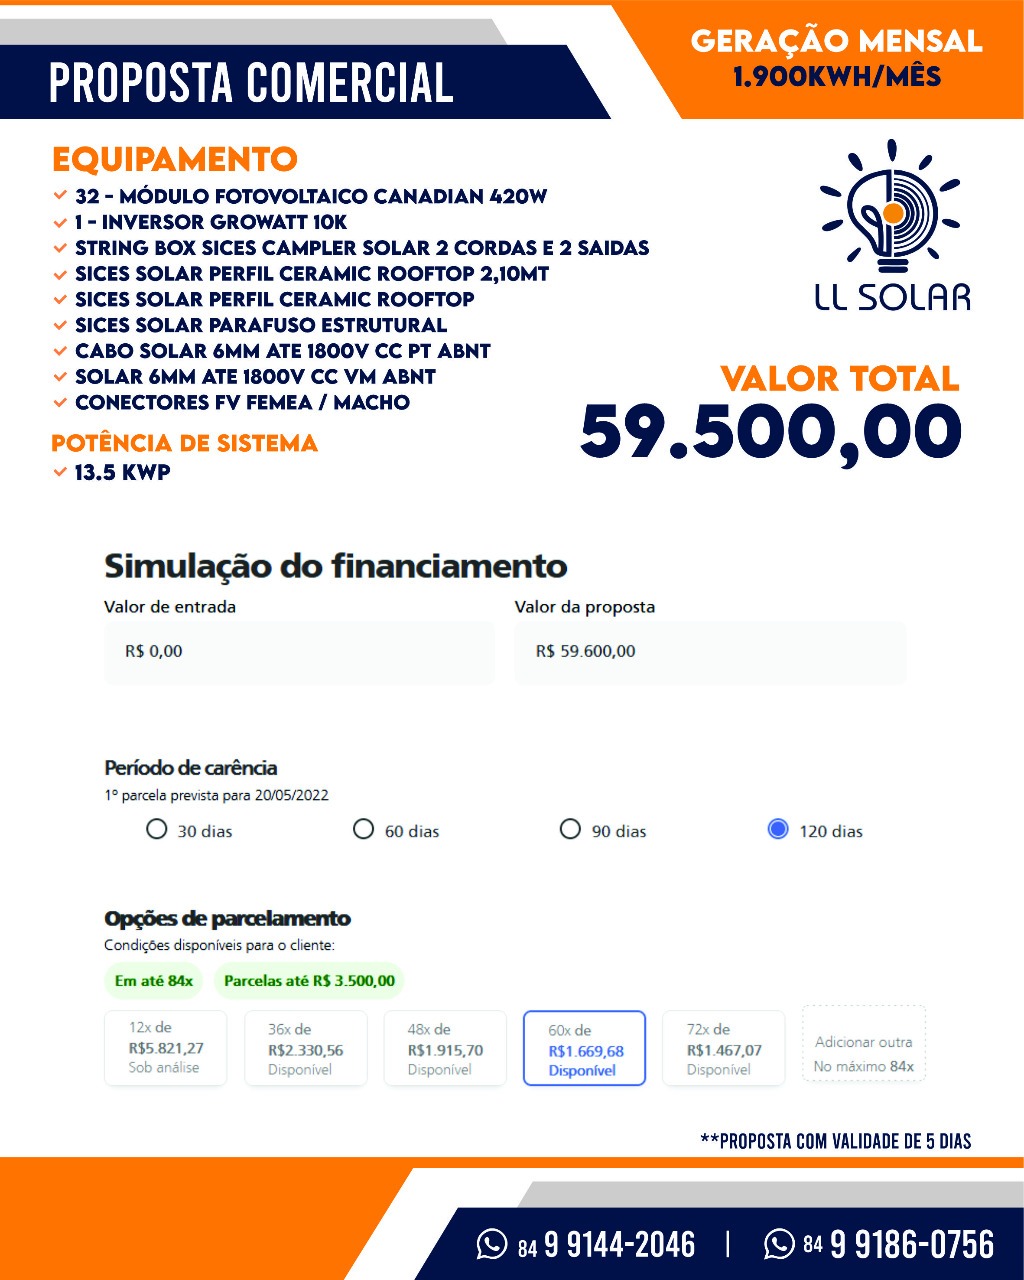 PROPOSTA COMERCIAL
GERAÇÃO MENSAL
1.900KWH/MÊS
EQUIPAMENTO
32 - MÓDULO FOTOVOLTAICO CANADIAN 420W
1 - INVERSOR GROWATT 10K
STRING BOX SICES CAMPLER SOLAR 2 CORDAS E 2 SAIDAS
SICES SOLAR PERFIL CERAMIC ROOFTOP 2,10MT
SICES SOLAR PERFIL CERAMIC ROOFTOP
SICES SOLAR PARAFUSO ESTRUTURAL
CABO SOLAR 6MM ATE 1800V CC PT ABNT
SOLAR 6MM ATE 1800V CC VM ABNT
CONECTORES FV FEMEA / MACHO
POTÊNCIA DE SISTEMA
13.5 KWP
LL SOLAR
VALOR TOTAL
59.500,00
Simulação do financiamento
Valor de entrada
R$ 0,00
Valor da proposta
R$ 59.600,00
Período de carência
1º parcela prevista para 20/05/2022
30 dias
60 dias
90 dias
120 dias
Opções de parcelamento
Condições disponíveis para o cliente:
Em até 84x
Parcelas até R$ 3.500,00
12x de
R$5.821,27
Sob análise
36x de
R$2.330,56
Disponível
48x de
R$1.915,70
Disponível
60x de
R$1.669,68
Disponível
72x de
R$1.467,07
Disponível
Adicionar outra
No máximo 84x
**PROPOSTA COM VALIDADE DE 5 DIAS
84 9 9144-2046 | 84 9 9186-0756